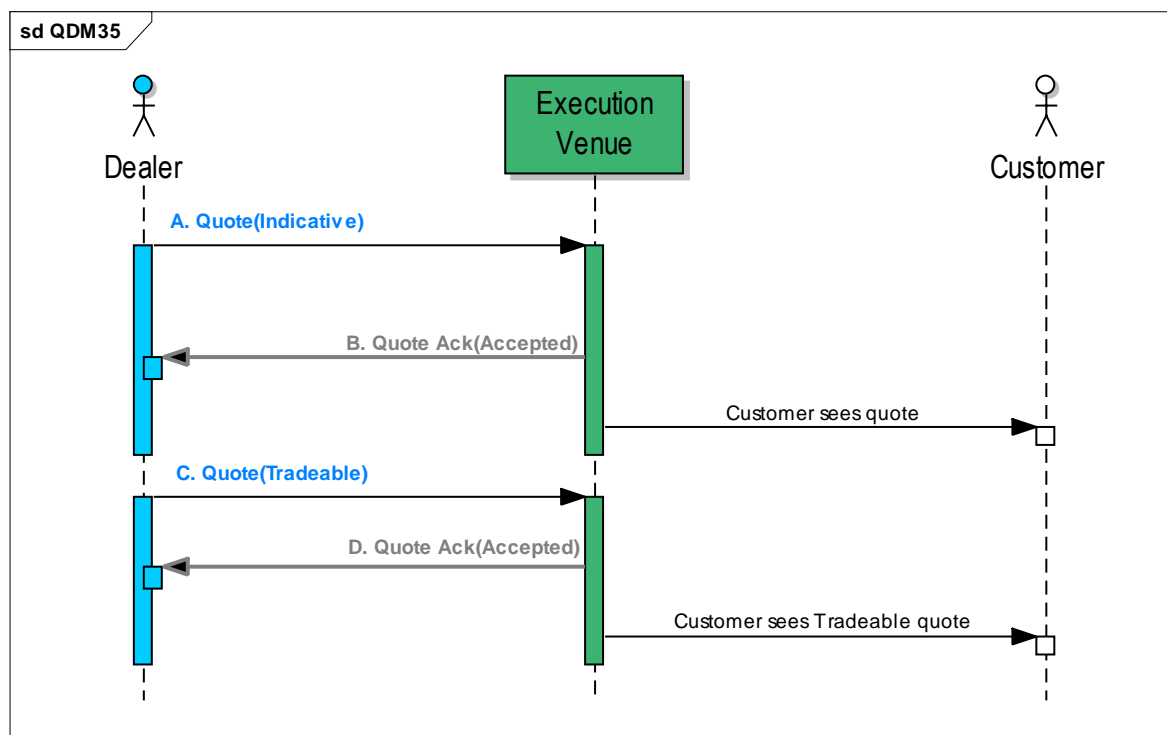 sd QDM35
Execution
Venue
Dealer
Customer
A. Quote(Indicative)
B. Quote Ack(Accepted)
Customer sees quote
C. Quote(Tradeable)
D. Quote Ack(Accepted)
Customer sees Tradeable quote